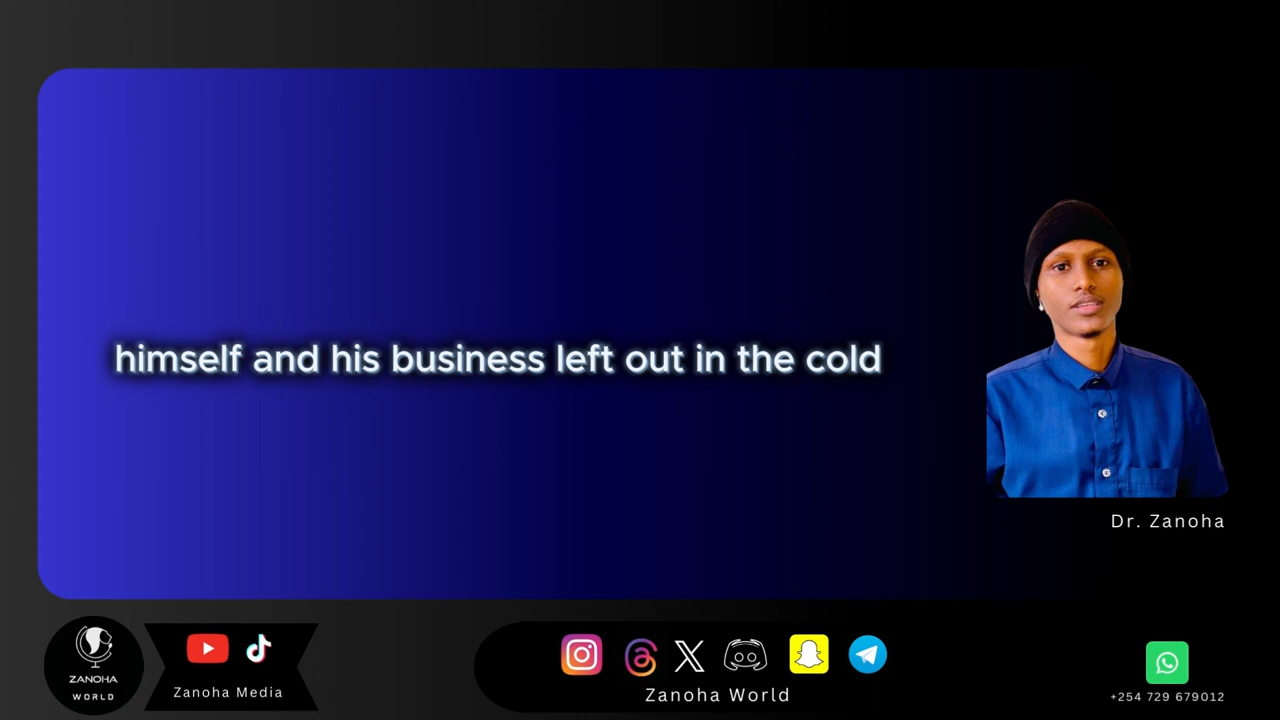 himself and his business left out in the cold
Dr. Zanoha
ZANOHA
WORLD
Zanoha Media
Zanoha World
+254 729 679012